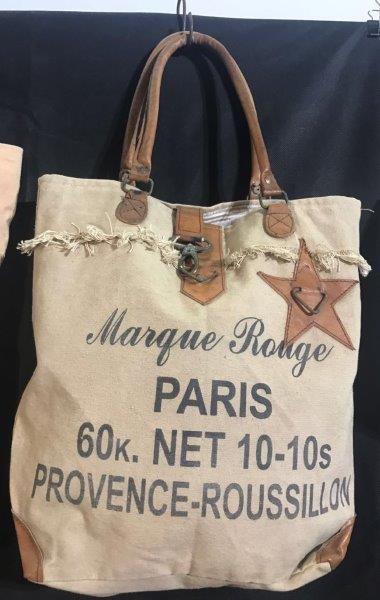 Marque Rouge
PARIS
60K. NET 10-10s
PROVENCE-ROUSSILLON